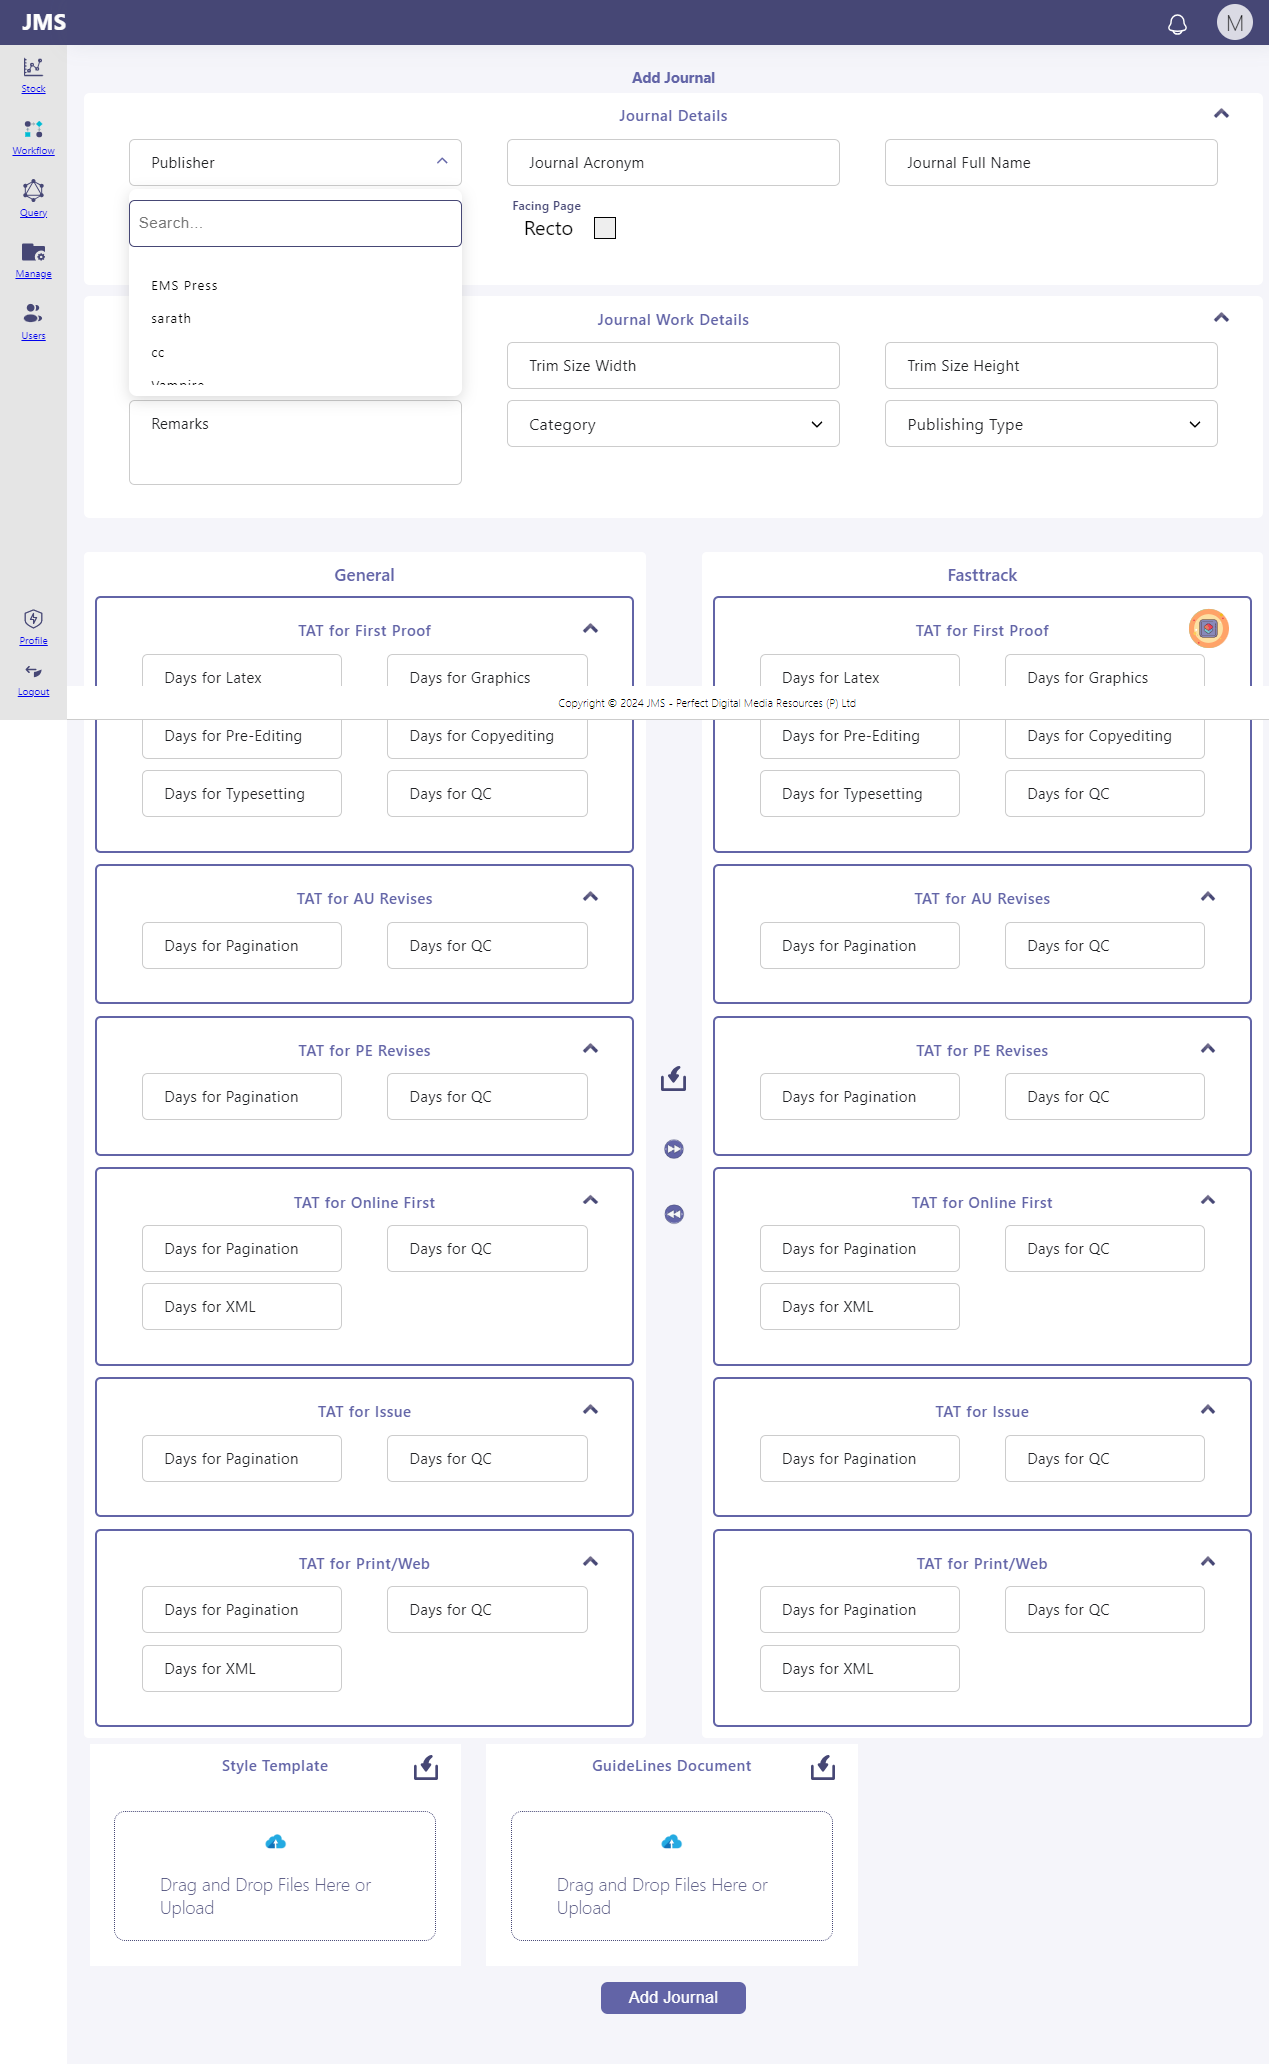 JMS
M
Stock
Workflow
Query
Manage
Users
Profile
Logout
Add Journal
Journal Details
Publisher
Journal Acronym
Journal Full Name
Search...
EMS Press
sarath
cc
Vampire
Facing Page
Recto
Journal Work Details
Trim Size Width
Trim Size Height
Remarks
Category
Publishing Type
General
TAT for First Proof
Days for Latex
Days for Graphics
Days for Pre-Editing
Days for Copyediting
Days for Typesetting
Days for QC
TAT for AU Revises
Days for Pagination
Days for QC
TAT for PE Revises
Days for Pagination
Days for QC
TAT for Online First
Days for Pagination
Days for QC
Days for XML
TAT for Issue
Days for Pagination
Days for QC
TAT for Print/Web
Days for Pagination
Days for QC
Days for XML
Fasttrack
TAT for First Proof
Days for Latex
Days for Graphics
Days for Pre-Editing
Days for Copyediting
Days for Typesetting
Days for QC
TAT for AU Revises
Days for Pagination
Days for QC
TAT for PE Revises
Days for Pagination
Days for QC
TAT for Online First
Days for Pagination
Days for QC
Days for XML
TAT for Issue
Days for Pagination
Days for QC
TAT for Print/Web
Days for Pagination
Days for QC
Days for XML
Copyright © 2024 JMS - Perfect Digital Media Resources (P) Ltd
Style Template
Drag and Drop Files Here or
Upload
GuideLines Document
Drag and Drop Files Here or
Upload
Add Journal